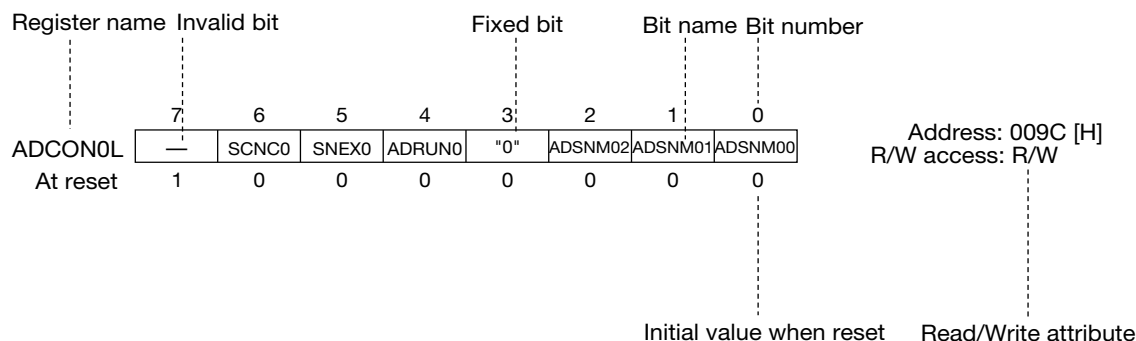 Register name Invalid bit Fixed bit Bit name Bit number
7 6 5 4 3 2 1 0
ADCON0L — SCNC0 SNEX0 ADRUN0 "0" ADSNM02 ADSNM01 ADSNM00
Address: 009C [H]
R/W access: R/W
At reset 1 0 0 0 0 0 0 0
Initial value when reset Read/Write attribute